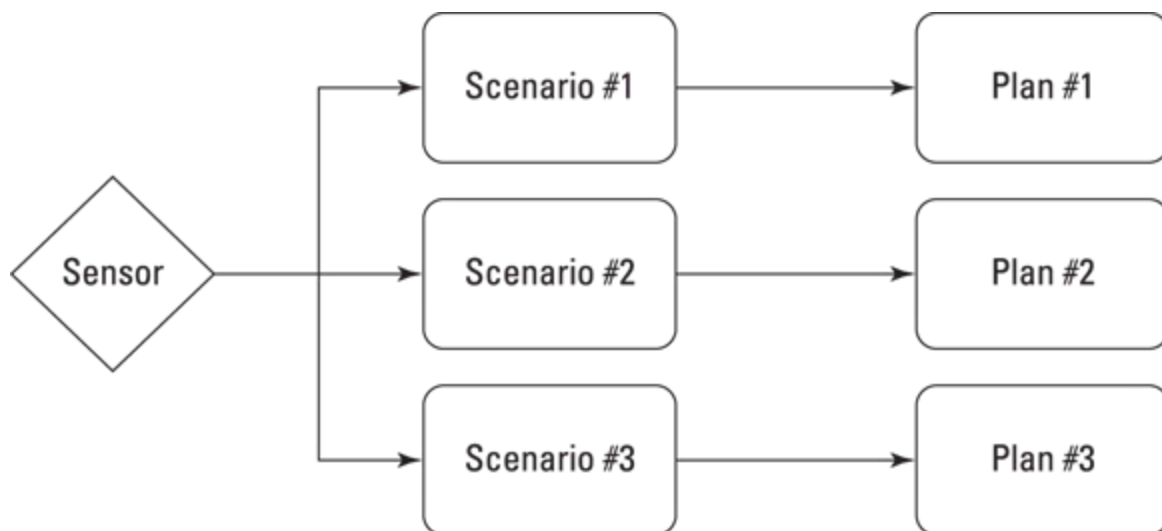 Scenario #1
Plan #1
Sensor
Scenario #2
Plan #2
Scenario #3
Plan #3